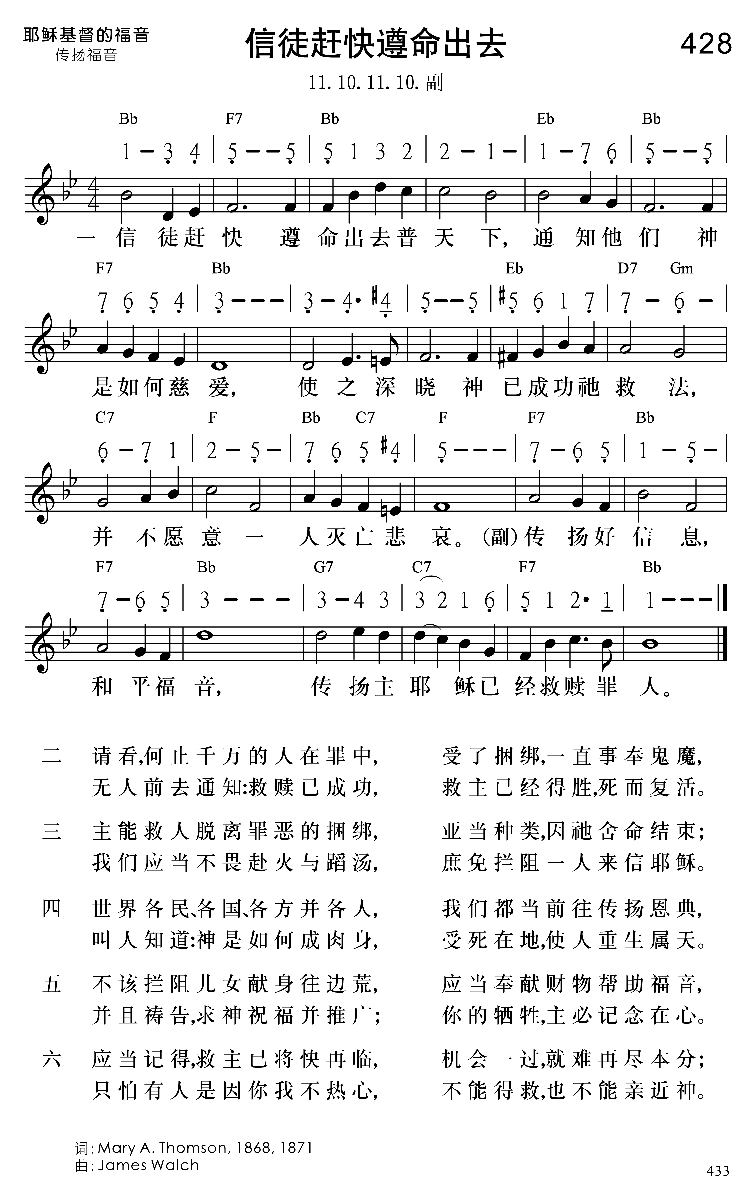 耶稣基督的福音
传扬福音
信徒赶快遵命出去
428
11. 10. 11. 10. 副
Bb F7 Bb Eb Bb
1 – 3 4 | 5 – – 5 | 5 1 3 2 | 2 – 1 – | 1 – 7 6 | 5 – – 5 |
一 信 徒 赶 快 遵 命 出 去 普 天 下, 通 知 他 们 神
F7 Bb Eb D7 Gm
7 6 5 4 | 3 – – – | 3 – 4· #4 | 5 – – 5 | #5 6 1 7 | 7 – 6 – |
是 如 何 慈 爱, 使 之 深 晓 神 已 成 功 祂 救 法,
C7 F Bb C7 F F7 Bb
6 – 7 1 | 2 – 5 – | 7 6 5 #4 | 5 – – – | 7 – 6 5 | 1 – 5 – |
并 不 愿 意 一 人 灭 亡 悲 哀。 (副) 传 扬 好 信 息,
F7 Bb G7 C7 F7 Bb
7 – 6 5 | 3 – – – | 3 – 4 3 | 3 2 1 6 | 5 1 2· 1 | 1 – – – ‖
和 平 福 音, 传 扬 主 耶 稣 已 经 救 赎 罪 人。
二 请看,何止千万的人在罪中, 受了捆绑,一直事奉鬼魔,
无人前去通知:救赎已成功, 救主已经得胜,死而复活。
三 主能救人脱离罪恶的捆绑, 亚当种类,因祂舍命结束;
我们应当不畏赴火与蹈汤, 庶免拦阻一人来信耶稣。
四 世界各民、各国、各方并各人, 我们都当前往传扬恩典,
叫人知道:神是如何成肉身, 受死在地,使人重生属天。
五 不该拦阻儿女献身往边荒, 应当奉献财物帮助福音,
并且祷告,求神祝福并推广; 你的牺牲,主必记念在心。
六 应当记得,救主已将快再临, 机会一过,就难再尽本分;
只怕有人是因你我不热心, 不能得救,也不能亲近神。
词: Mary A. Thomson, 1868, 1871
曲: James Walch
433